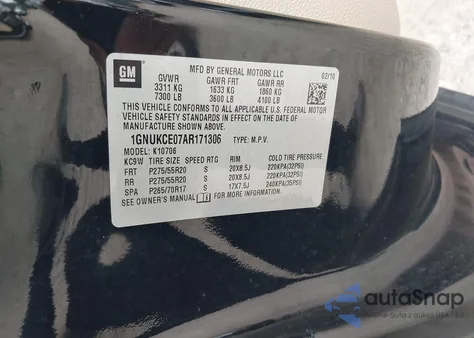 GM
MFD BY GENERAL MOTORS LLC 02/10
GVWR GAWR FRT GAWR RR
3311 KG 1633 KG 1860 KG
7300 LB 3600 LB 4100 LB
THIS VEHICLE CONFORMS TO ALL APPLICABLE U.S. FEDERAL MOTOR
VEHICLE SAFETY, BUMPER, AND THEFT PREVENTION STANDARDS
IN EFFECT ON THE DATE OF
MANUFACTURE SHOWN ABOVE.
1GNUKCE07AR171306 TYPE: M.P.V.
MODEL: K10706
KC9W TIRE SIZE SPEED RTG RIM COLD TIRE PRESSURE
FRT P275/55R20 S 20X8.5J 220KPA(32PSI)
RR P275/55R20 S 20X8.5J 220KPA(32PSI)
SPA P265/70R17 S 17X7.5J 240KPA(35PSI)
SEE OWNER'S MANUAL FOR MORE INFORMATION
autoSnap